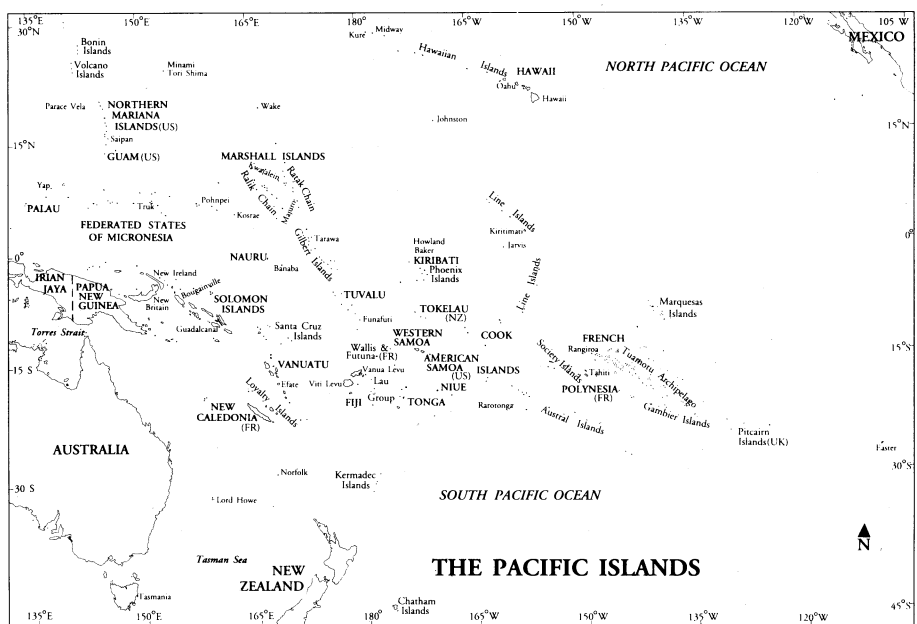 135°E
150°E
165°E
180°
165°W
150°W
135°W
120°W
105 W
30°N
Kure
Midway
MEXICO
Bonin
Islands
Hawaiian
Islands
HAWAII
NORTH PACIFIC OCEAN
Volcano
Islands
Minami
Tori Shima
Oahu
Hawaii
Parace Vela
NORTHERN
MARIANA
ISLANDS(US)
Wake
Johnston
15°N
Saipan
15°N
GUAM(US)
MARSHALL ISLANDS
Kwajalein
Ratak Chain
Ralik Chain
Majuro
Yap
PALAU
Truk
Pohnpei
Kosrae
Line Islands
FEDERATED STATES
OF MICRONESIA
Kiritimati
0°
Tarawa
Gilbert Islands
Howland
Baker
Jarvis
0°
NAURU
Banaba
KIRIBATI
Phoenix
Islands
Line Islands
IRIAN
JAYA
PAPUA
NEW
GUINEA
New Ireland
New
Britain
Bougainville
SOLOMON
ISLANDS
TUVALU
Funafuti
TOKELAU
(NZ)
Marquesas
Islands
Torres Strait
Guadalcanal
Santa Cruz
Islands
WESTERN
SAMOA
COOK
ISLANDS
FRENCH
POLYNESIA
(FR)
Rangiroa
15°S
15 S
Wallis &
Futuna(FR)
AMERICAN
SAMOA
(US)
Society Islands
Tuamotu Archipelago
VANUATU
Vanua Levu
Tahiti
Efate
Viti Levu
Lau
Group
NIUE
Loyalty Islands
FIJI
TONGA
Rarotonga
Gambier Islands
NEW
CALEDONIA
(FR)
Austral Islands
Pitcairn
Islands(UK)
AUSTRALIA
Easter
30°S
Norfolk
Kermadec
Islands
30 S
Lord Howe
SOUTH PACIFIC OCEAN
N
Tasman Sea
NEW
ZEALAND
THE PACIFIC ISLANDS
Tasmania
Chatham
Islands
45°S
135°E
150°E
165°E
180°
165°W
150°W
135°W
120°W